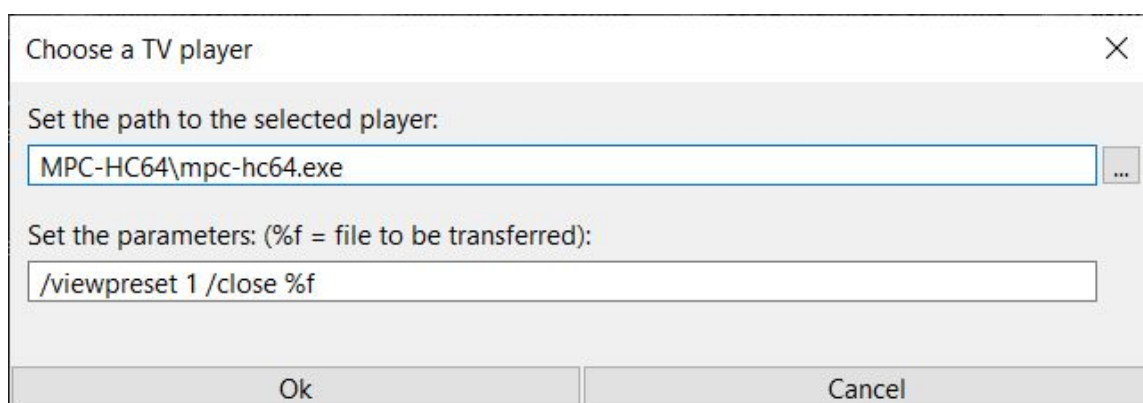 Choose a TV player
Set the path to the selected player:
MPC-HC64\mpc-hc64.exe
...
Set the parameters: (%f = file to be transferred):
/viewpreset 1 /close %f
Ok Cancel